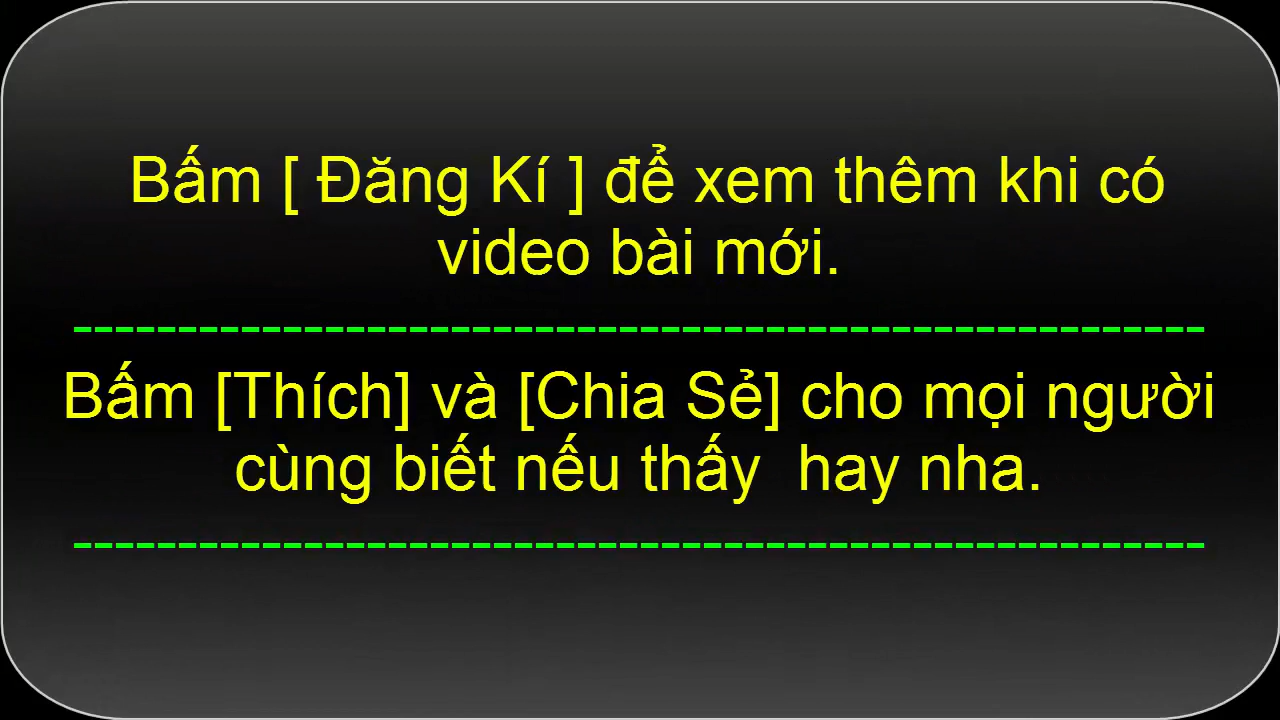 Bấm [ Đăng Kí ] để xem thêm khi có
video bài mới.
------------------------------------------------------
Bấm [Thích] và [Chia Sẻ] cho mọi người
cùng biết nếu thấy  hay nha.
------------------------------------------------------